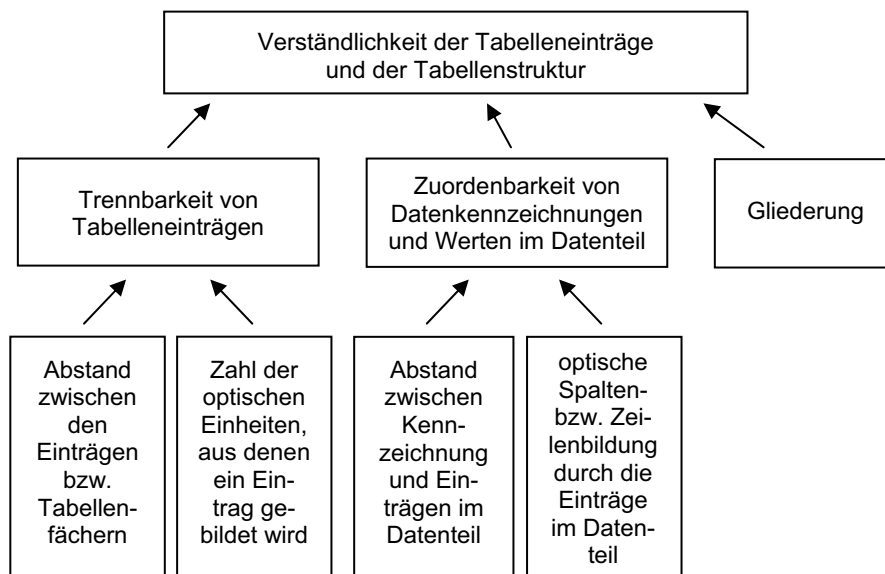 Verständlichkeit der Tabelleneinträge
und der Tabellenstruktur
Trennbarkeit von
Tabelleneinträgen
Zuordenbarkeit von
Datenkennzeichnungen
und Werten im Datenteil
Gliederung
Abstand
zwischen
den
Einträgen
bzw.
Tabellen-
fächern
Zahl der
optischen
Einheiten,
aus denen
ein Ein-
trag ge-
bildet wird
Abstand
zwischen
Kenn-
zeichnung
und Ein-
trägen im
Datenteil
optische
Spalten-
bzw. Zei-
lenbildung
durch die
Einträge
im Daten-
teil